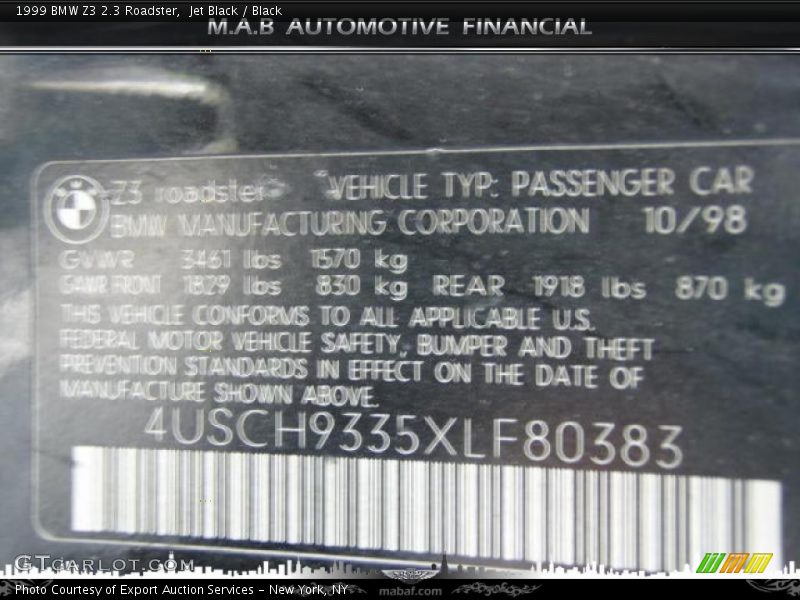 1999 BMW Z3 2.3 Roadster, Jet Black / Black
M.A.B AUTOMOTIVE FINANCIAL
Z3 roadster VEHICLE TYP: PASSENGER CAR
BMW MANUFACTURING CORPORATION 10/98
GVWR 3461 lbs 1570 kg
GAWR FRONT 1829 lbs 830 kg REAR 1918 lbs 870 kg
THIS VEHICLE CONFORMS TO ALL APPLICABLE U.S.
FEDERAL MOTOR VEHICLE SAFETY, BUMPER AND THEFT
PREVENTION STANDARDS IN EFFECT ON THE DATE OF
MANUFACTURE SHOWN ABOVE.
4USCH9335XLF80383
GTCarLot.com
Photo Courtesy of Export Auction Services - New York, NY
mabaf.com